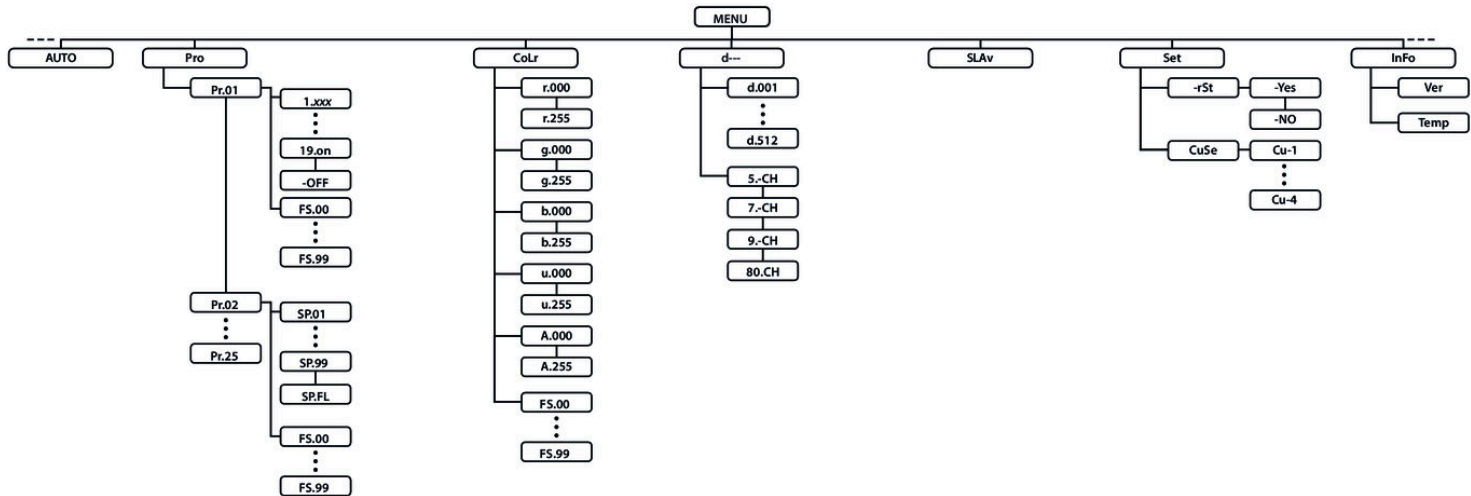 MENU
AUTO
Pro
CoLr
d---
SLAv
Set
InFo
Pr.01
1.xxx
19.on
-OFF
FS.00
FS.99
Pr.02
SP.01
SP.99
SP.FL
FS.00
FS.99
Pr.25
r.000
r.255
g.000
g.255
b.000
b.255
u.000
u.255
A.000
A.255
FS.00
FS.99
d.001
d.512
5.-CH
7.-CH
9.-CH
80.CH
-rSt
-Yes
-NO
CuSe
Cu-1
Cu-4
Ver
Temp